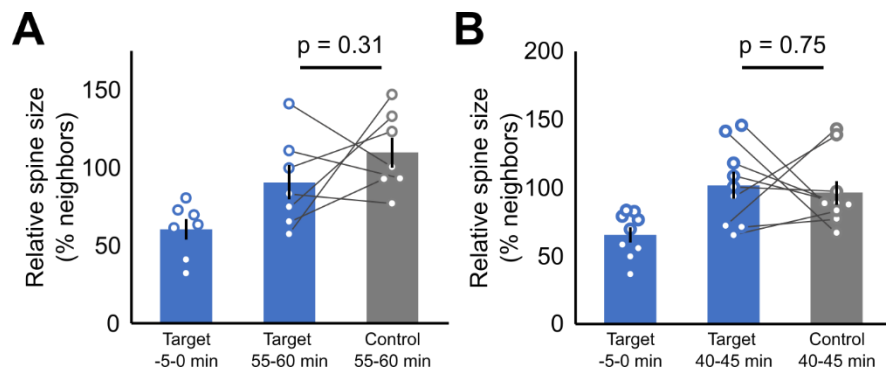 A
p = 0.31
Relative spine size
(% neighbors)
150
100
50
0
Target
-5-0 min
Target
55-60 min
Control
55-60 min
B
p = 0.75
Relative spine size
(% neighbors)
200
150
100
50
0
Target
-5-0 min
Target
40-45 min
Control
40-45 min